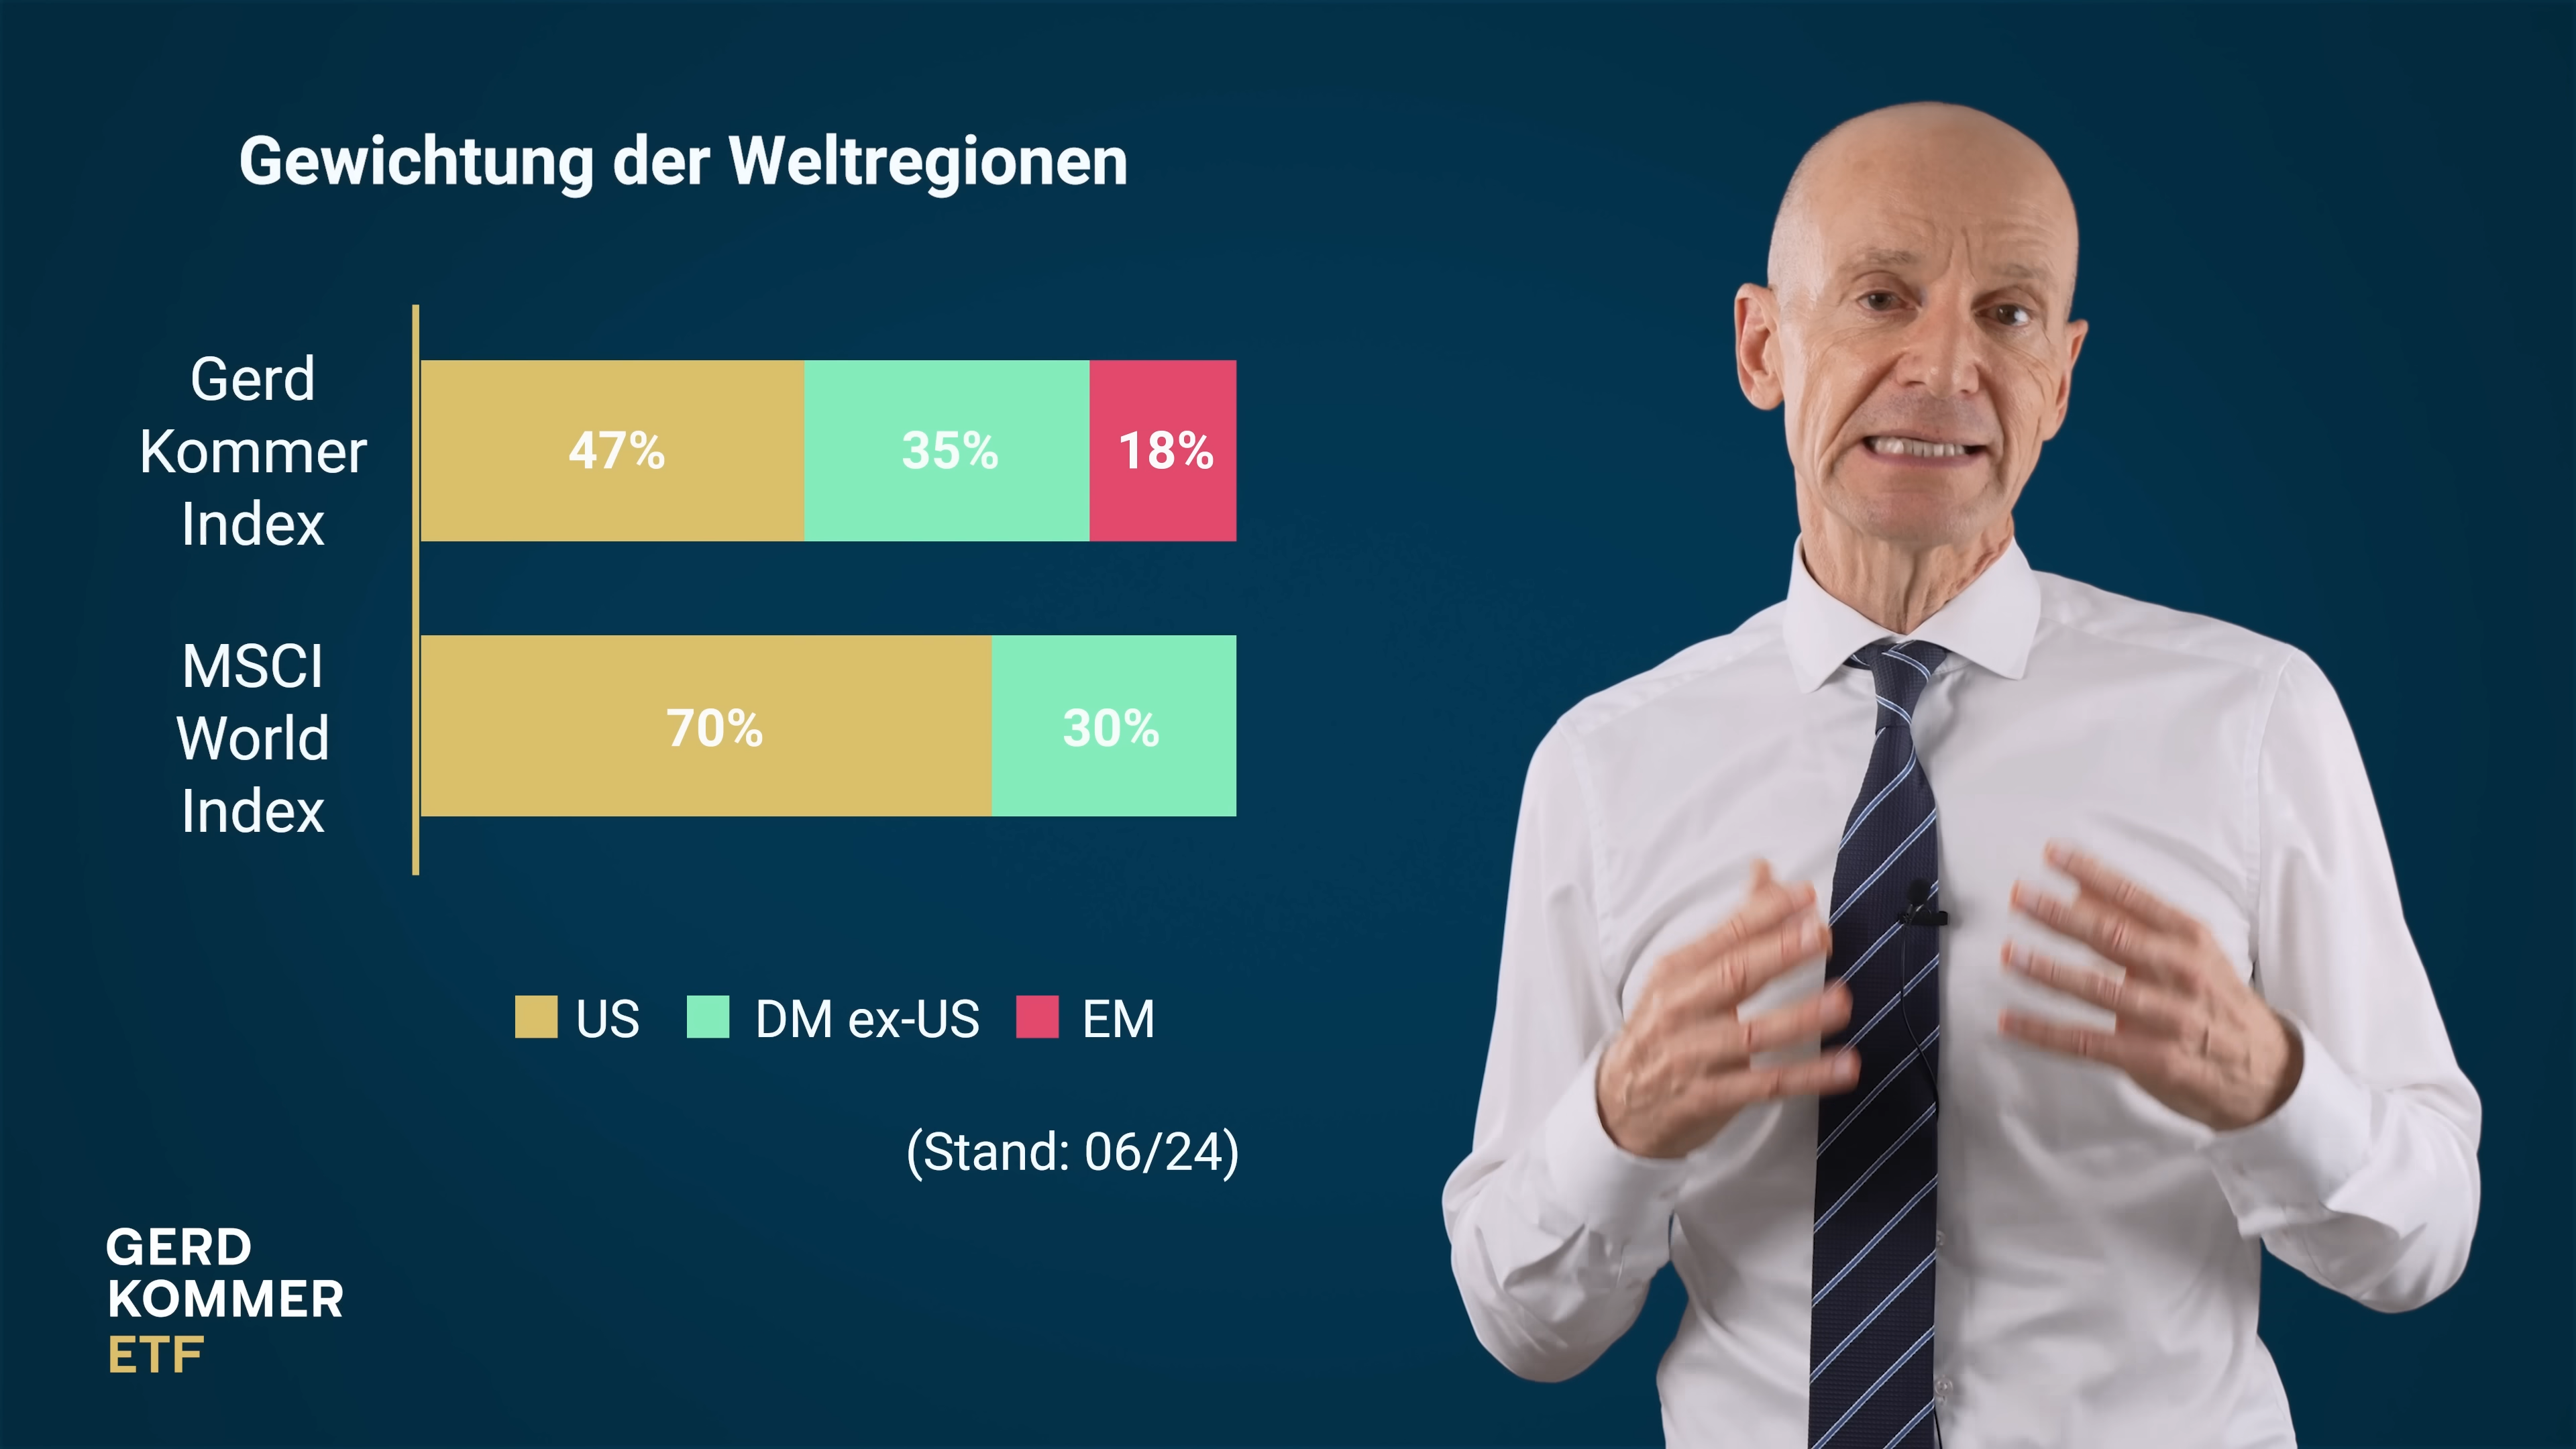 Gewichtung der Weltregionen
Gerd
Kommer
Index
47%
35%
18%
MSCI
World
Index
70%
30%
US
DM ex-US
EM
(Stand: 06/24)
GERD
KOMMER
ETF